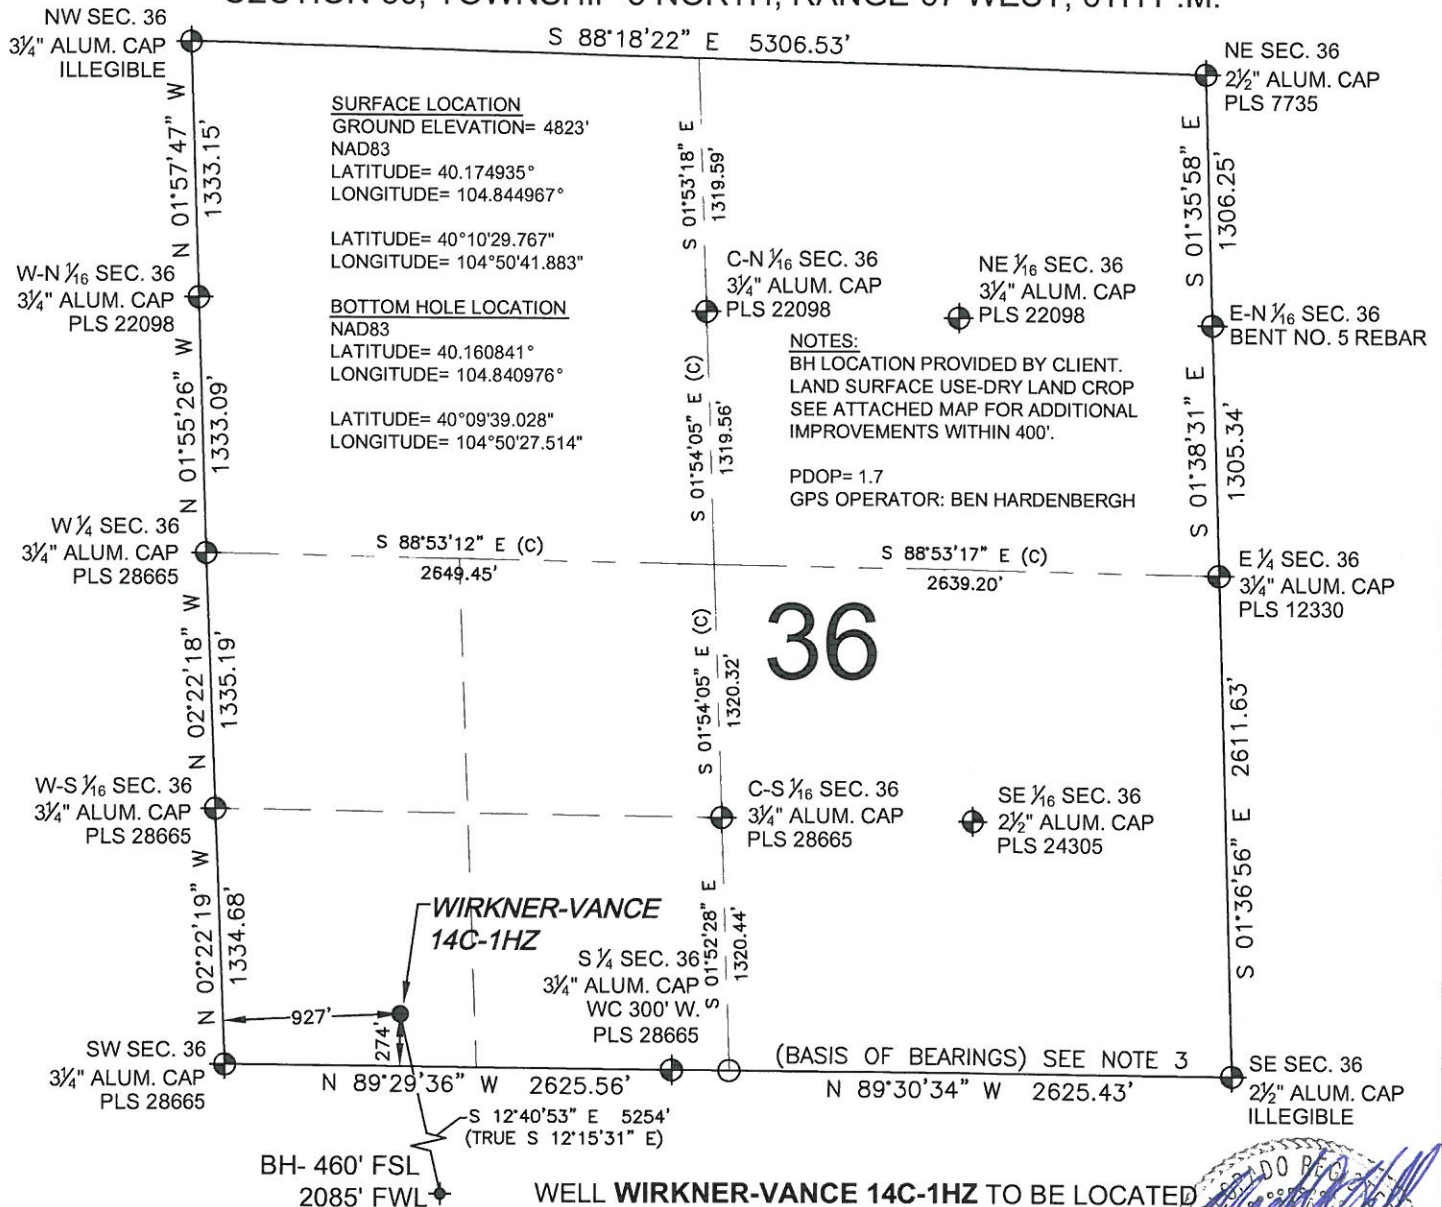 NW SEC. 36
3¼" ALUM. CAP
ILLEGIBLE
S 88°18'22" E 5306.53'
NE SEC. 36
2½" ALUM. CAP
PLS 7735
N 01°57'47" W
1333.15'
SURFACE LOCATION
GROUND ELEVATION= 4823'
NAD83
LATITUDE= 40.174935°
LONGITUDE= 104.844967°
LATITUDE= 40°10'29.767"
LONGITUDE= 104°50'41.883"
BOTTOM HOLE LOCATION
NAD83
LATITUDE= 40.160841°
LONGITUDE= 104.840976°
LATITUDE= 40°09'39.028"
LONGITUDE= 104°50'27.514"
S 01°53'18" E
1319.59'
S 01°35'58" E
1306.25'
W-N 1/16 SEC. 36
3¼" ALUM. CAP
PLS 22098
C-N 1/16 SEC. 36
3¼" ALUM. CAP
PLS 22098
NE 1/16 SEC. 36
3¼" ALUM. CAP
PLS 22098
E-N 1/16 SEC. 36
BENT NO. 5 REBAR
NOTES:
BH LOCATION PROVIDED BY CLIENT.
LAND SURFACE USE-DRY LAND CROP
SEE ATTACHED MAP FOR ADDITIONAL
IMPROVEMENTS WITHIN 400'.
PDOP= 1.7
GPS OPERATOR: BEN HARDENBERGH
N 01°55'26" W
1333.09'
S 01°54'05" E (C)
1319.56'
S 01°38'31" E
1305.34'
W ¼ SEC. 36
3¼" ALUM. CAP
PLS 28665
S 88°53'12" E (C)
2649.45'
S 88°53'17" E (C)
2639.20'
E ¼ SEC. 36
3¼" ALUM. CAP
PLS 12330
36
N 02°22'18" W
1335.19'
S 01°54'05" E (C)
1320.32'
S 01°36'56" E 2611.63'
W-S 1/16 SEC. 36
3¼" ALUM. CAP
PLS 28665
C-S 1/16 SEC. 36
3¼" ALUM. CAP
PLS 28665
SE 1/16 SEC. 36
2½" ALUM. CAP
PLS 24305
N 02°22'19" W
1334.68'
WIRKNER-VANCE
14C-1HZ
S 01°52'28" E
1320.44'
S ¼ SEC. 36
3¼" ALUM. CAP
WC 300' W.
PLS 28665
927'
274'
SW SEC. 36
3¼" ALUM. CAP
PLS 28665
N 89°29'36" W 2625.56'
(BASIS OF BEARINGS) SEE NOTE 3
N 89°30'34" W 2625.43'
SE SEC. 36
2½" ALUM. CAP
ILLEGIBLE
S 12°40'53" E 5254'
(TRUE S 12°15'31" E)
BH- 460' FSL
2085' FWL
WELL WIRKNER-VANCE 14C-1HZ TO BE LOCATED